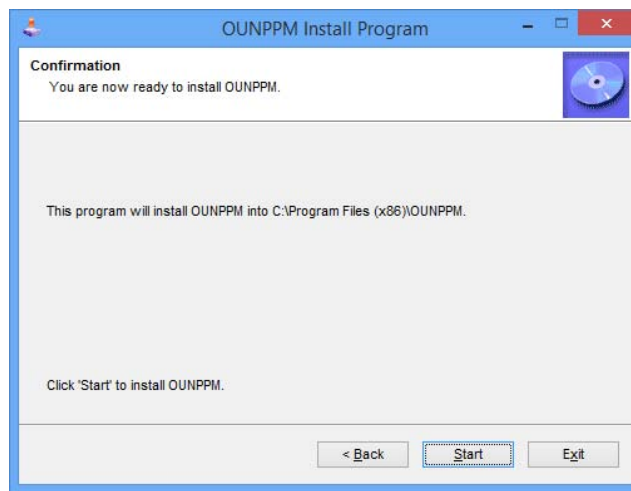 OUNPPM Install Program
Confirmation
You are now ready to install OUNPPM.
This program will install OUNPPM into C:\Program Files (x86)\OUNPPM.
Click 'Start' to install OUNPPM.
< Back
Start
Exit